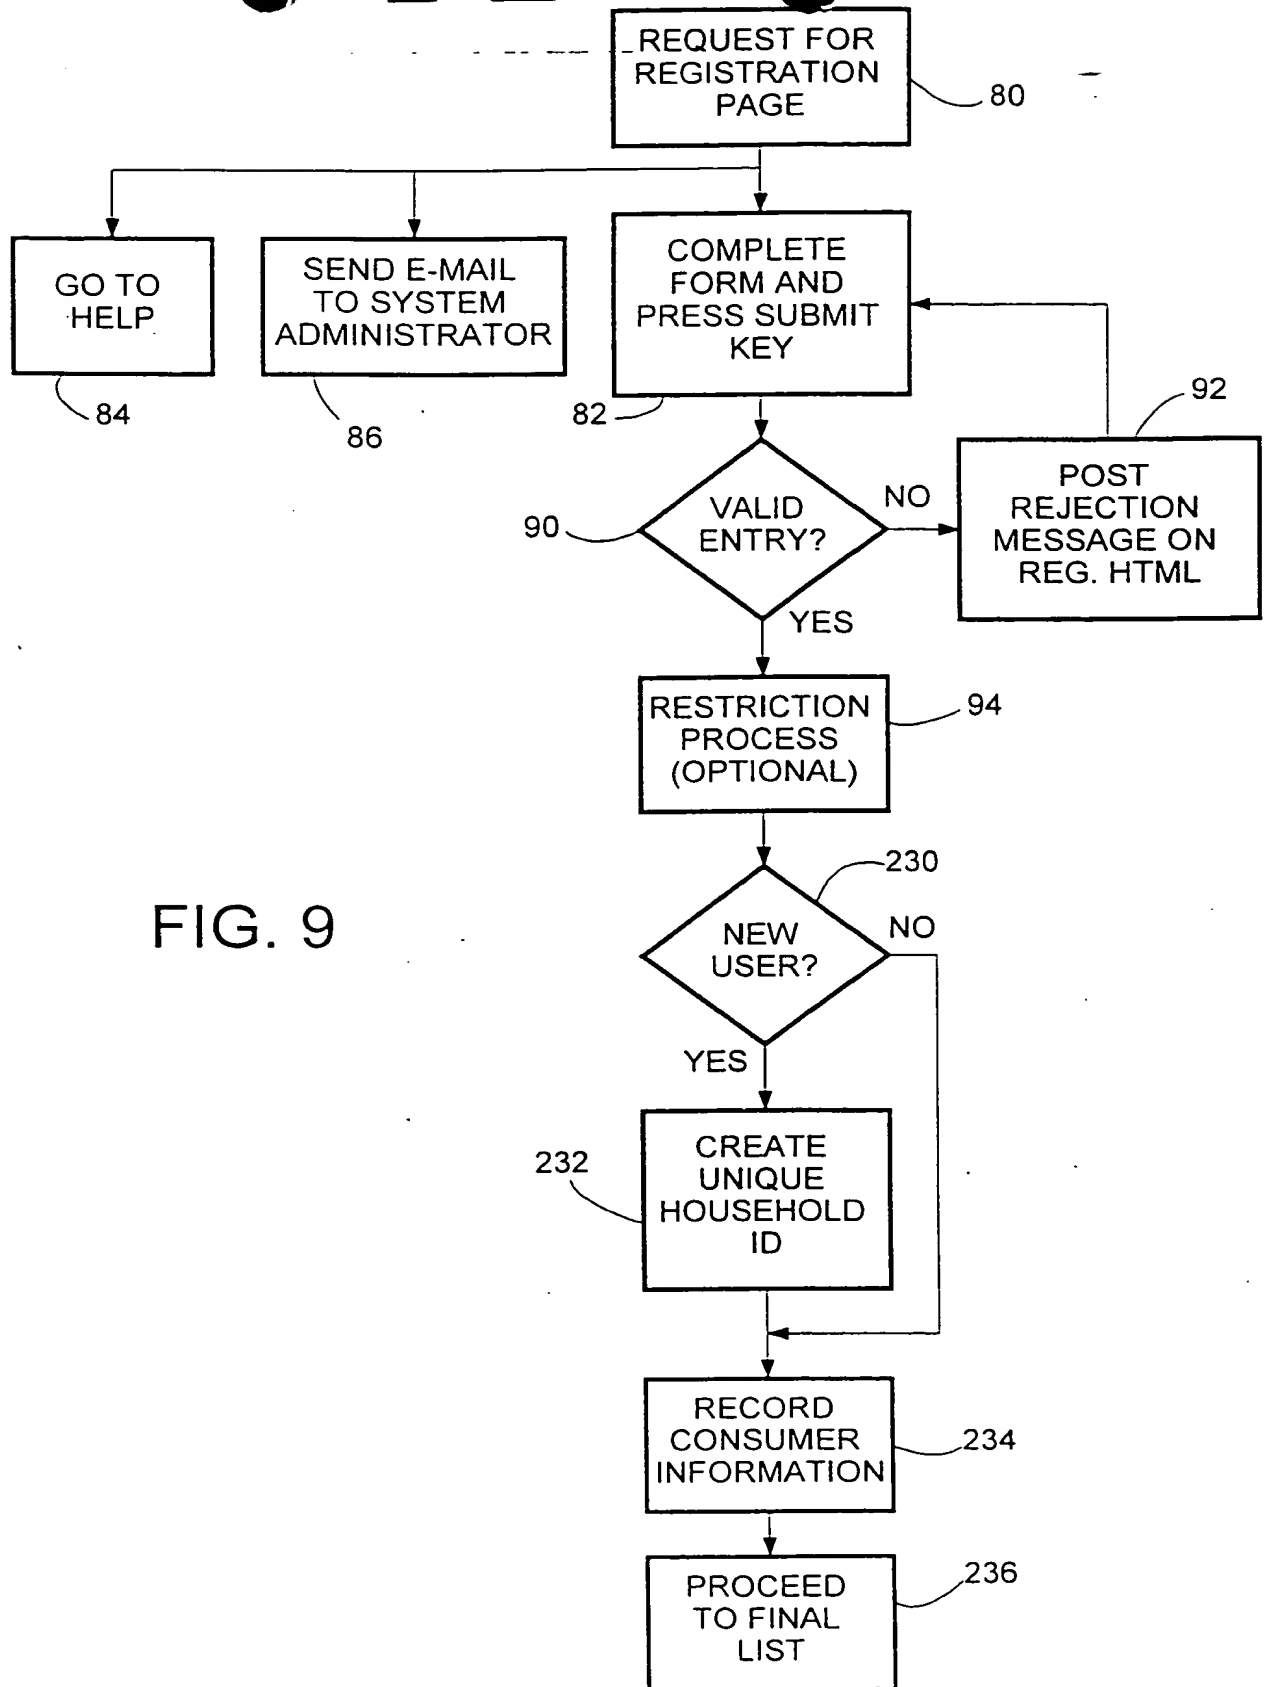 REQUEST FOR
REGISTRATION
PAGE
80
GO TO
HELP
84
SEND E-MAIL
TO SYSTEM
ADMINISTRATOR
86
COMPLETE
FORM AND
PRESS SUBMIT
KEY
82
92
POST
REJECTION
MESSAGE ON
REG. HTML
NO
VALID
ENTRY?
90
YES
RESTRICTION
PROCESS
(OPTIONAL)
94
230
NEW
USER?
NO
YES
FIG. 9
CREATE
UNIQUE
HOUSEHOLD
ID
232
RECORD
CONSUMER
INFORMATION
234
PROCEED
TO FINAL
LIST
236